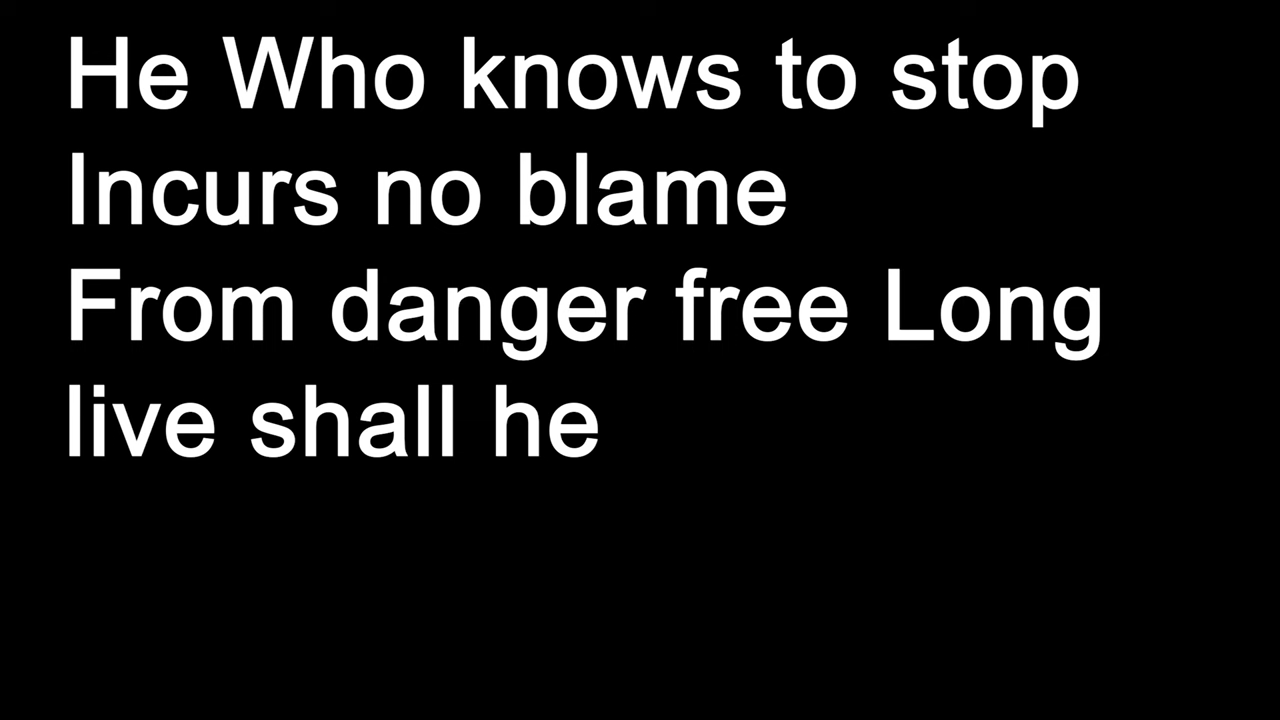 He Who knows to stop
Incurs no blame
From danger free Long
live shall he